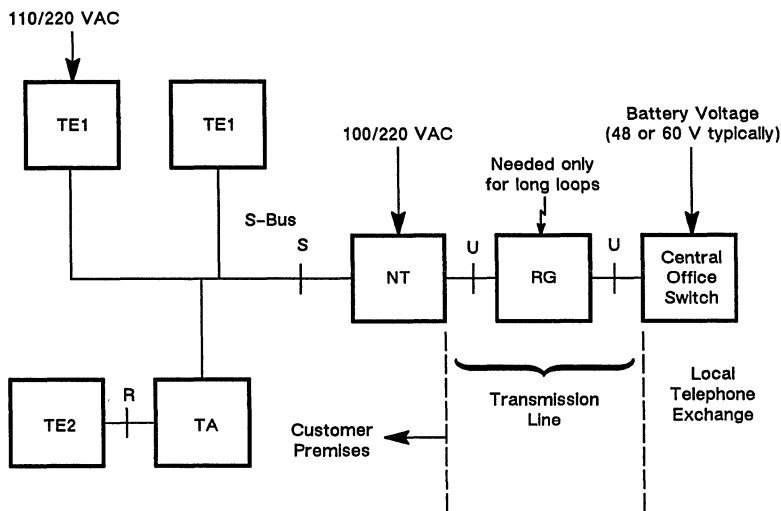 110/220 VAC
TE1
TE1
100/220 VAC
Battery Voltage
(48 or 60 V typically)
Needed only
for long loops
S-Bus
S
NT
U
RG
U
Central
Office
Switch
TE2
R
TA
Customer
Premises
Transmission
Line
Local
Telephone
Exchange